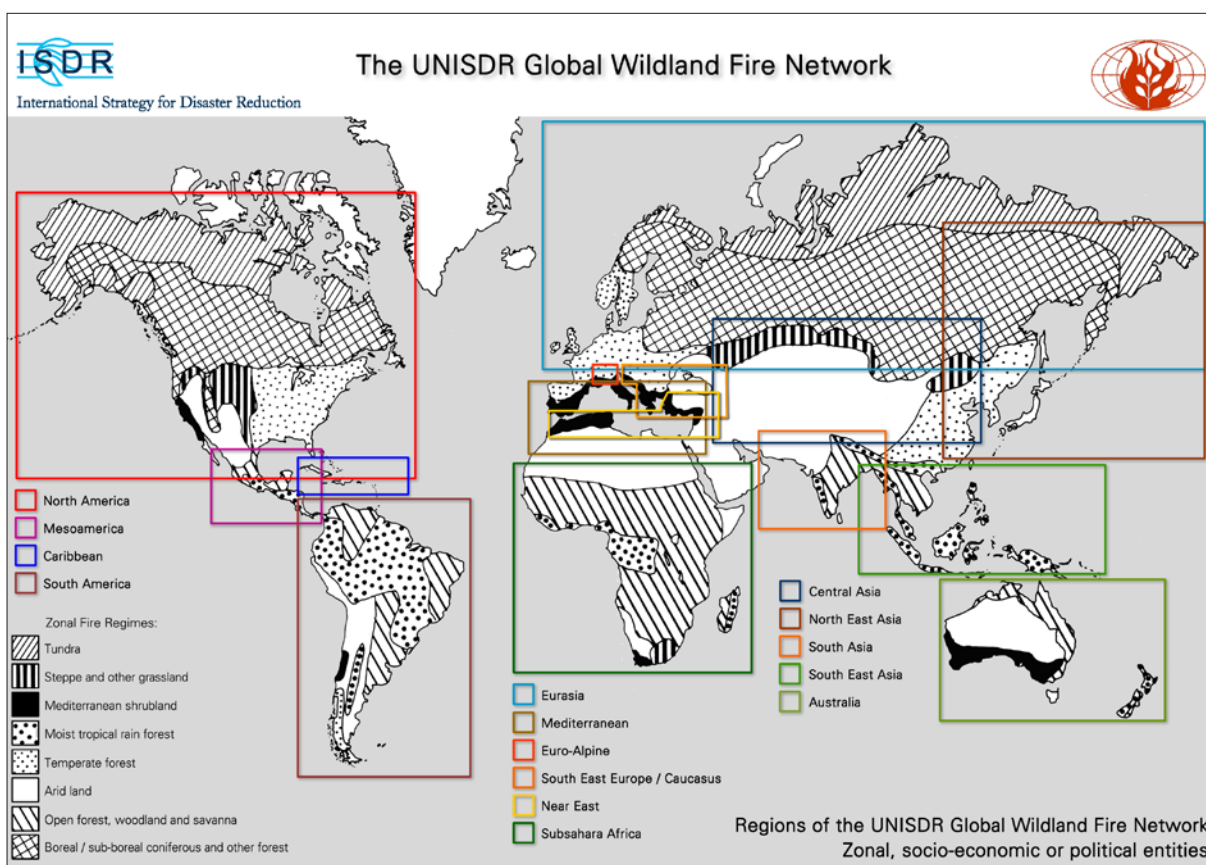 ISDR
International Strategy for Disaster Reduction
The UNISDR Global Wildland Fire Network
North America
Mesoamerica
Caribbean
South America
Zonal Fire Regimes:
Tundra
Steppe and other grassland
Mediterranean shrubland
Moist tropical rain forest
Temperate forest
Arid land
Open forest, woodland and savanna
Boreal / sub-boreal coniferous and other forest
Eurasia
Mediterranean
Euro-Alpine
South East Europe / Caucasus
Near East
Subsahara Africa
Central Asia
North East Asia
South Asia
South East Asia
Australia
Regions of the UNISDR Global Wildland Fire Network
Zonal, socio-economic or political entities